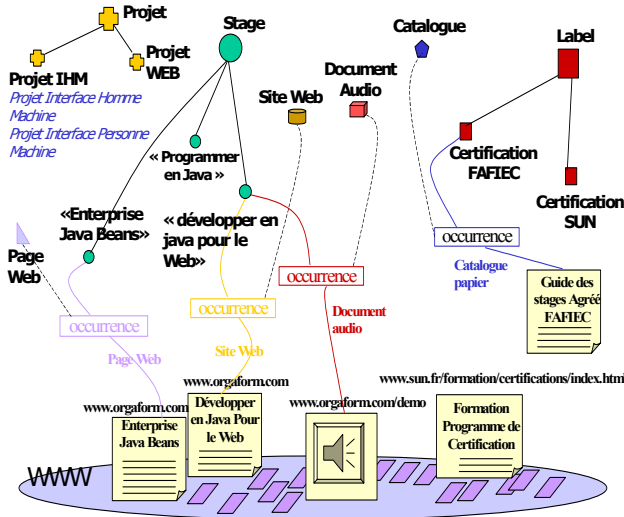 Projet
Stage
Catalogue
Label
Projet
WEB
Projet IHM
Projet Interface Homme
Machine
Projet Interface Personne
Machine
Site Web
Document
Audio
« Programmer
en Java »
Certification
FAFIEC
Certification
SUN
«Enterprise
Java Beans»
« développer en
java pour le
Web»
Page
Web
occurrence
occurrence
occurrence
occurrence
Catalogue
papier
Guide des
stages Agréé
FAFIEC
Page Web
Site Web
Document
audio
www.orgaform.com
www.orgaform.com
www.orgaform.com/demo
www.sun.fr/formation/certifications/index.html
Enterprise
Java Beans
Développer
en Java Pour
le Web
Formation
Programme de
Certification
WWW